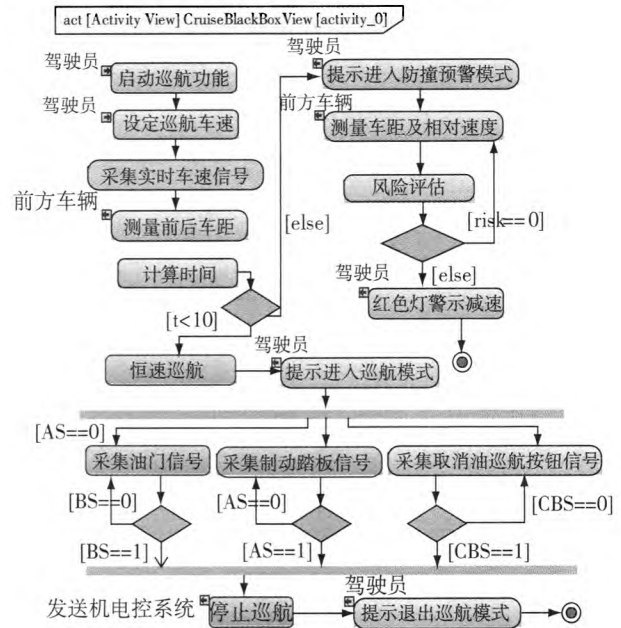 act [Activity View] CruiseBlackBoxView [activity_0]
驾驶员
启动巡航功能
驾驶员
设定巡航车速
采集实时车速信号
前方车辆
测量前后车距
计算时间
[t<10]
[else]
恒速巡航
驾驶员
提示进入巡航模式
驾驶员
提示进入防撞预警模式
前方车辆
测量车距及相对速度
风险评估
[risk==0]
[else]
驾驶员
红色灯警示减速
[AS==0]
采集油门信号
[BS==0]
[BS==1]
采集制动踏板信号
[AS==0]
[AS==1]
采集取消油巡航按钮信号
[CBS==0]
[CBS==1]
发送机电控系统
停止巡航
驾驶员
提示退出巡航模式